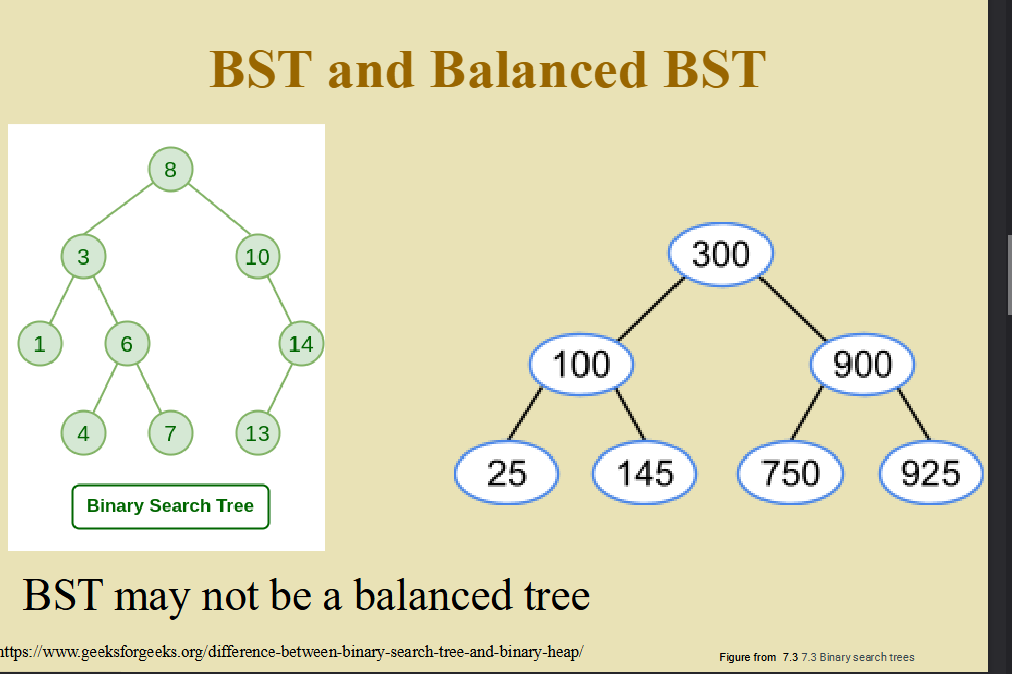 BST and Balanced BST
8
3 10
1 6 14
4 7 13
Binary Search Tree
300
100 900
25 145 750 925
BST may not be a balanced tree
https://www.geeksforgeeks.org/difference-between-binary-search-tree-and-binary-heap/
Figure from 7.3 7.3 Binary search trees